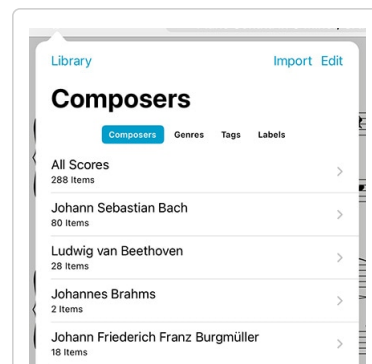 Library Import Edit
Composers
Composers Genres Tags Labels
All Scores
288 Items
Johann Sebastian Bach
80 Items
Ludwig van Beethoven
28 Items
Johannes Brahms
2 Items
Johann Friederich Franz Burgmüller
18 Items